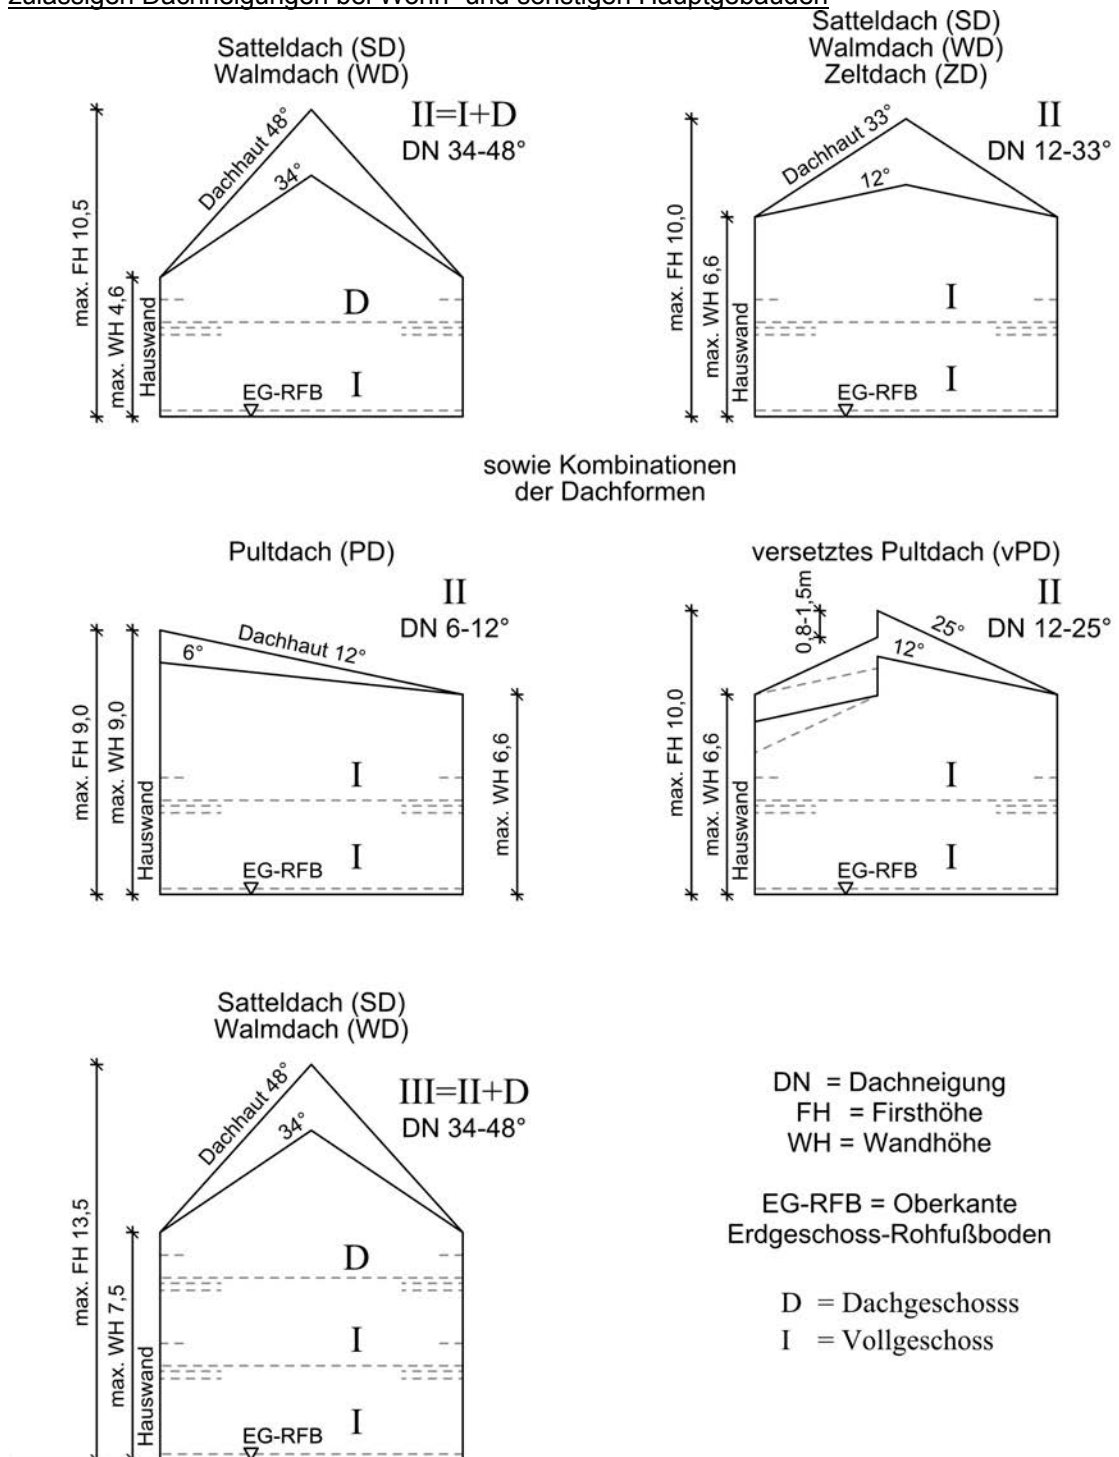 zulässigen Dachneigungen bei Wohn- und sonstigen Hauptgebäuden
Satteldach (SD)
Walmdach (WD)
II=I+D
DN 34-48°
Dachhaut 48°
34°
max. FH 10,5
max. WH 4,6
Hauswand
D
I
EG-RFB
Satteldach (SD)
Walmdach (WD)
Zeltdach (ZD)
II
DN 12-33°
Dachhaut 33°
12°
max. FH 10,0
max. WH 6,6
Hauswand
I
I
EG-RFB
sowie Kombinationen
der Dachformen
Pultdach (PD)
II
DN 6-12°
Dachhaut 12°
6°
max. FH 9,0
max. WH 9,0
Hauswand
I
I
EG-RFB
max. WH 6,6
versetztes Pultdach (vPD)
II
DN 12-25°
0,8-1,5m
25°
12°
max. FH 10,0
max. WH 6,6
Hauswand
I
I
EG-RFB
Satteldach (SD)
Walmdach (WD)
III=II+D
DN 34-48°
Dachhaut 48°
34°
max. FH 13,5
max. WH 7,5
Hauswand
D
I
I
EG-RFB
DN = Dachneigung
FH = Firsthöhe
WH = Wandhöhe
EG-RFB = Oberkante
Erdgeschoss-Rohfußboden
D = Dachgeschosss
I = Vollgeschoss